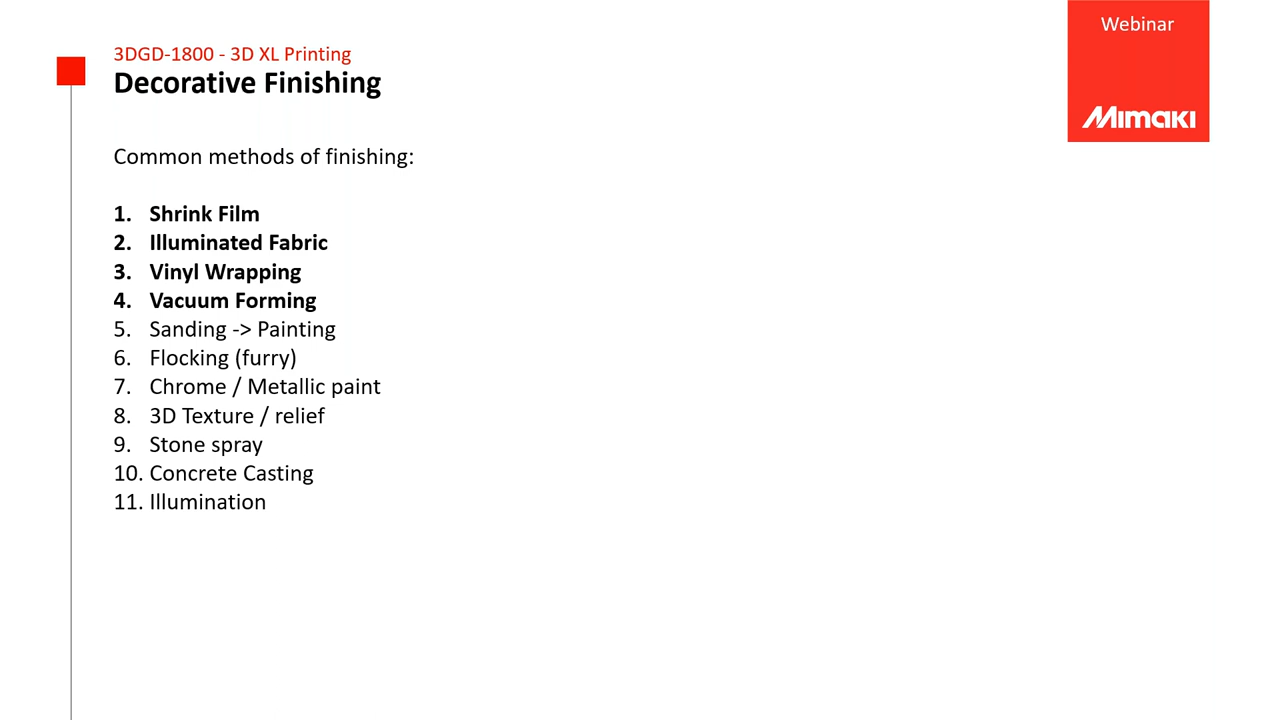 3DGD-1800 - 3D XL Printing
Decorative Finishing
Webinar
Mimaki
Common methods of finishing:
1. Shrink Film
2. Illuminated Fabric
3. Vinyl Wrapping
4. Vacuum Forming
5. Sanding -> Painting
6. Flocking (furry)
7. Chrome / Metallic paint
8. 3D Texture / relief
9. Stone spray
10. Concrete Casting
11. Illumination